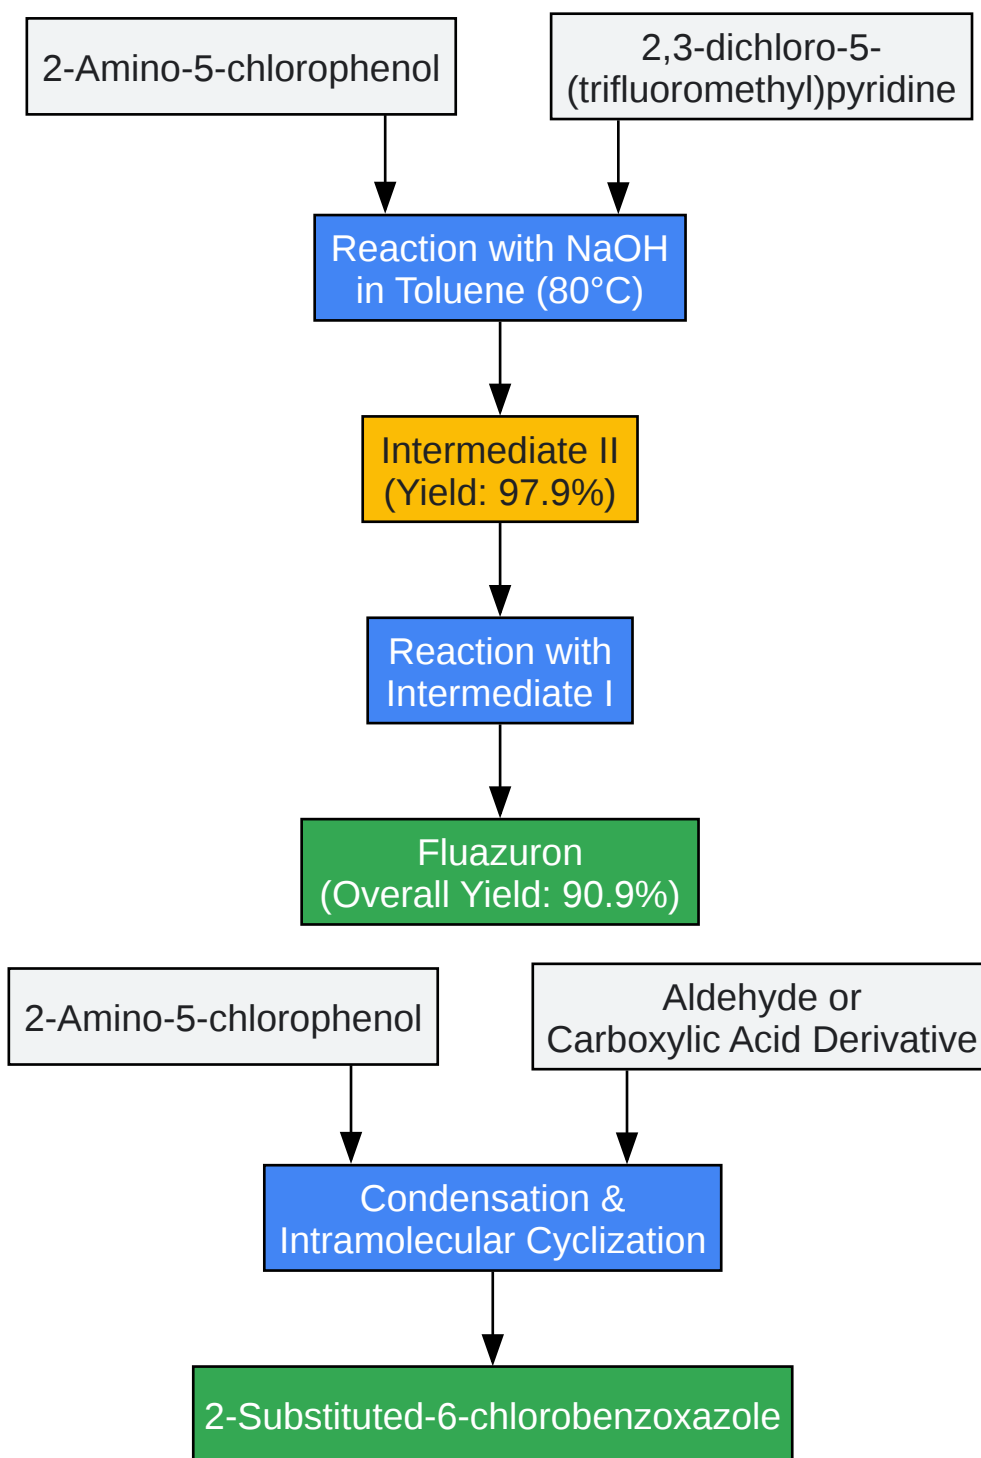 2-Amino-5-chlorophenol
2,3-dichloro-5-
(trifluoromethyl)pyridine
Reaction with NaOH
in Toluene (80°C)
Intermediate II
(Yield: 97.9%)
Reaction with
Intermediate I
Fluazuron
(Overall Yield: 90.9%)
2-Amino-5-chlorophenol
Aldehyde or
Carboxylic Acid Derivative
Condensation &
Intramolecular Cyclization
2-Substituted-6-chlorobenzoxazole